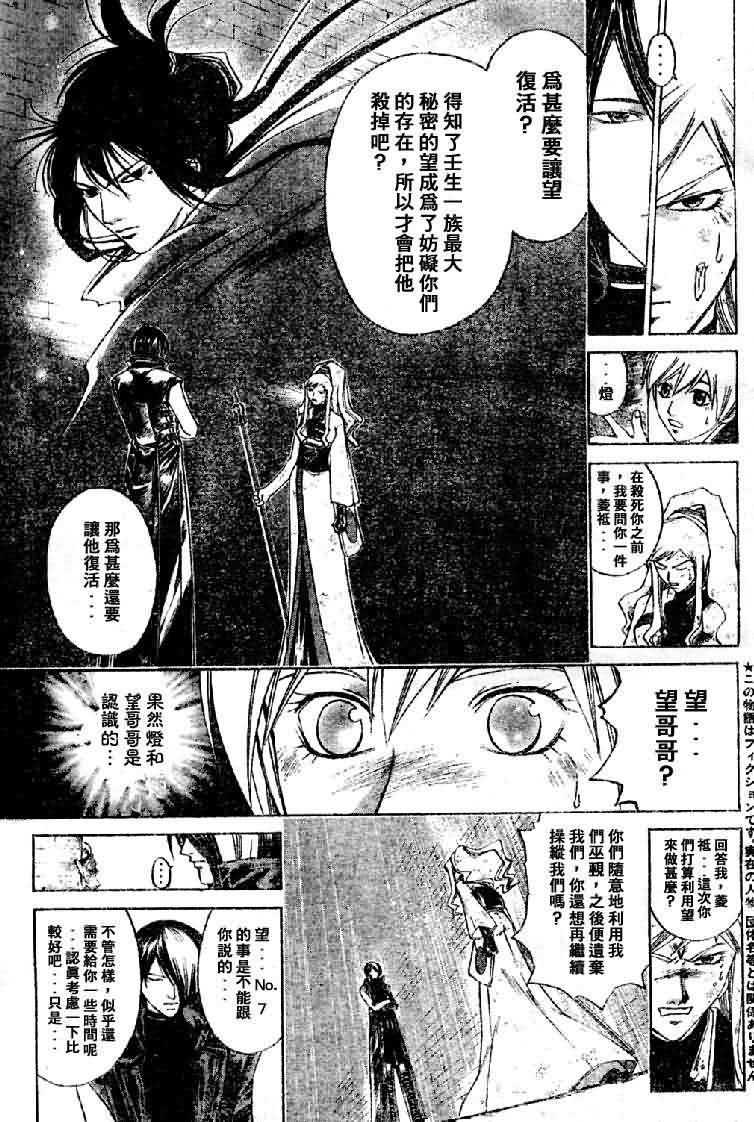 ．．．
．．．
燈
在殺死你之前
，我要問你一件
事，菱祗．．．
為甚麼要讓望
復活？
得知了壬生一族最大
秘密的望成為了妨礙你們
的存在，所以才會把他
殺掉吧？
那為甚麼還要
讓他復活．．．
望．．．
望哥哥？
果然燈和
望哥哥是
認識的．．．
回答我，菱
祗．．．這次你
們打算利用望
來做甚麼？
你們隨意地利用我
們巫覡，之後便遺棄
我們，你還想再繼續
操縱我們嗎？
．．．
望．．．No.7
的事是不能跟
你說的．．．
不管怎樣，似乎還
需要給你一些時間呢
．．．認真考慮一下比
較好吧．．．只是．．．
★この物語はフィクションです。実在の人物・団体名等とは関係ありません